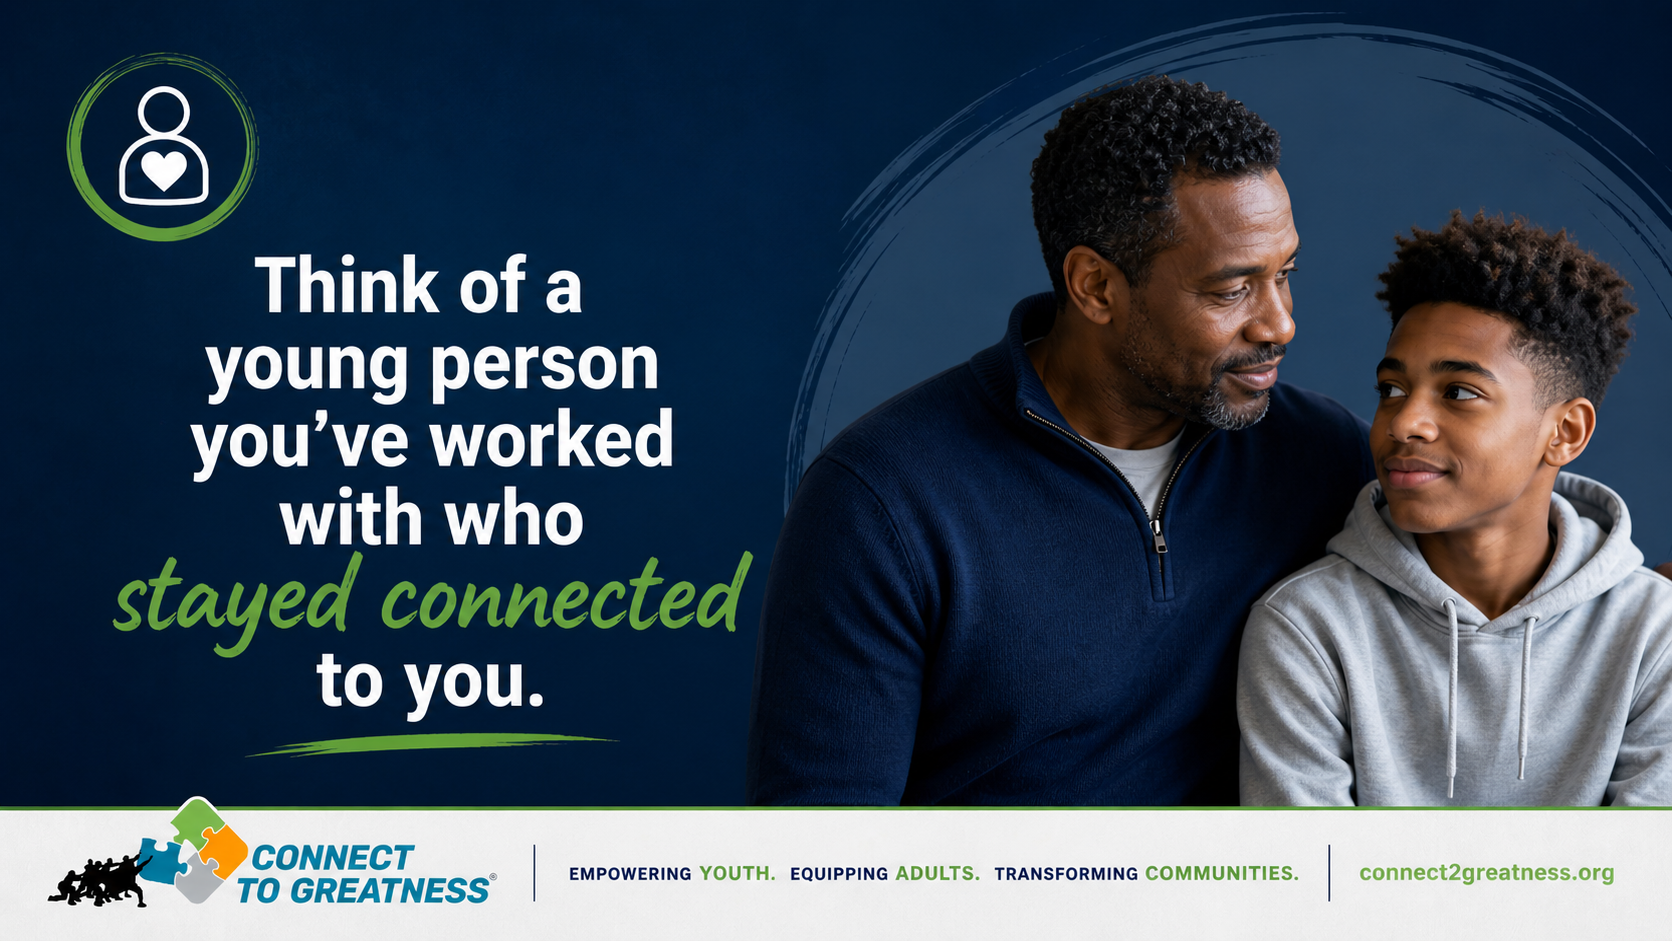 Think of a
young person
you've worked
with who
stayed connected
to you.
CONNECT
TO GREATNESS®
EMPOWERING YOUTH. EQUIPPING ADULTS. TRANSFORMING COMMUNITIES.
connect2greatness.org